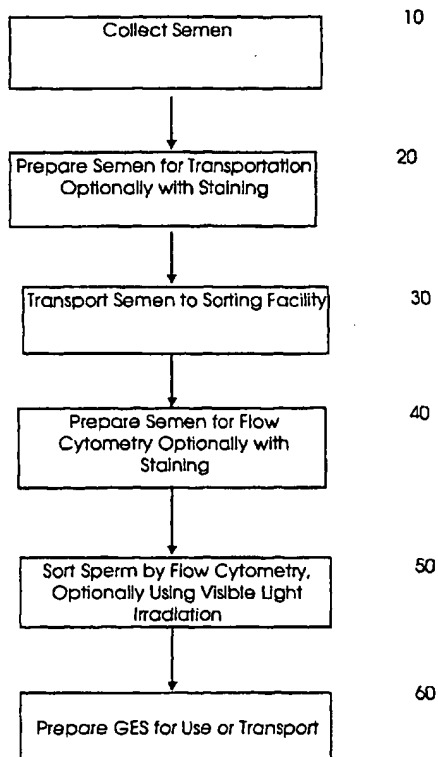 10
Collect Semen
20
Prepare Semen for Transportation
Optionally with Staining
30
Transport Semen to Sorting Facility
40
Prepare Semen for Flow
Cytometry Optionally with
Staining
50
Sort Sperm by Flow Cytometry,
Optionally Using Visible Light
Irradiation
60
Prepare GES for Use or Transport